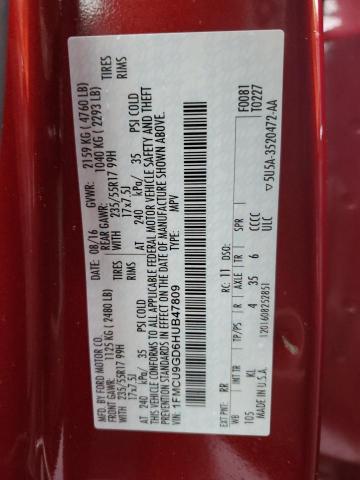 MFD. BY FORD MOTOR CO.
DATE: 08/16
GVWR: 2159 KG ( 4760 LB)
FRONT GAWR: 1125 KG ( 2480 LB)
REAR GAWR: 1040 KG ( 2293 LB)
235/55R17 99H
WITH
TIRES
235/55R17 99H
WITH
TIRES
17x7.5J
RIMS
17x7.5J
RIMS
AT 240 kPa/ 35 PSI COLD
AT 240 kPa/ 35 PSI COLD
THIS VEHICLE CONFORMS TO ALL APPLICABLE FEDERAL MOTOR VEHICLE SAFETY AND THEFT
PREVENTION STANDARDS IN EFFECT ON THE DATE OF MANUFACTURE SHOWN ABOVE.
VIN: 1FMCU9GD6HUB47809
TYPE: MPV
F0081
T0227
EXT PNT: RR
RC: 11
DSO:
WB
INT TR
TP/PS
R
AXLE
TR
SPR
105
KL
4
35
6
CCCC
▽5U5A-3520472-AA
MADE IN U.S.A.
1201608252851
ULC